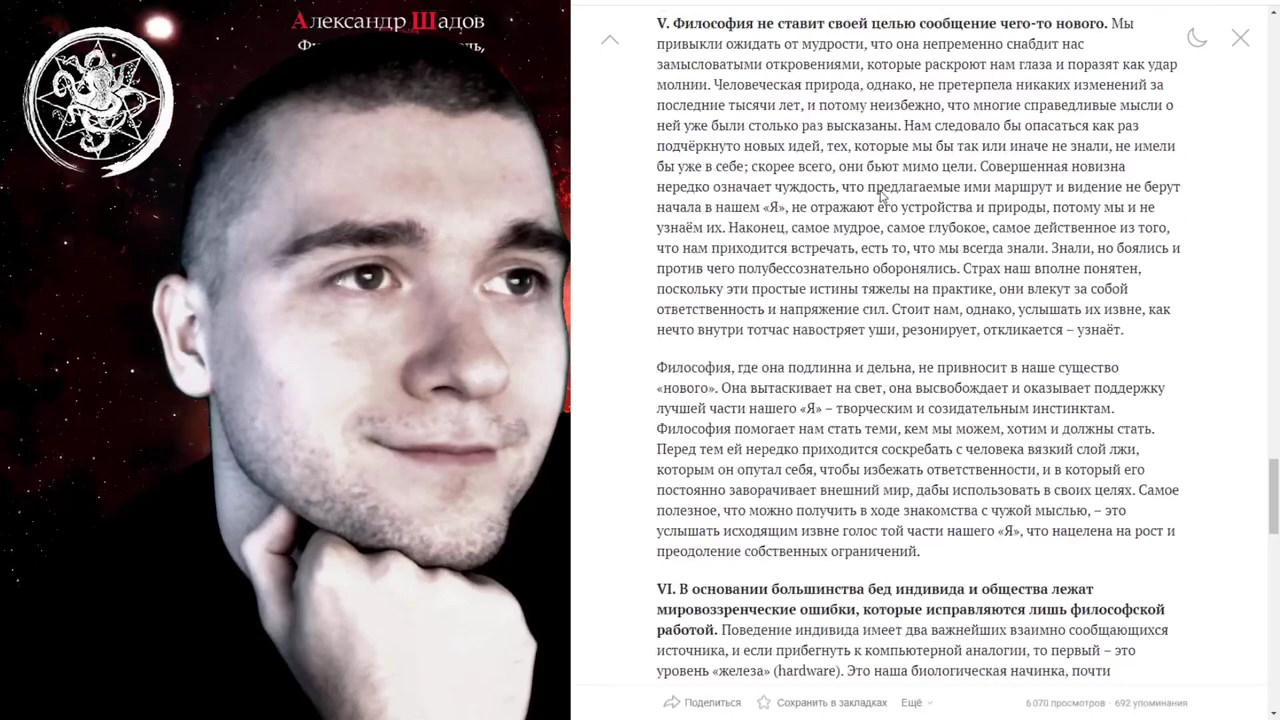 Александр Шадов
V. Философия не ставит своей целью сообщение чего-то нового. Мы
привыкли ожидать от мудрости, что она непременно снабдит нас
замысловатыми откровениями, которые раскроют нам глаза и поразят как удар
молнии. Человеческая природа, однако, не претерпела никаких изменений за
последние тысячи лет, и потому неизбежно, что многие справедливые мысли о
ней уже были столько раз высказаны. Нам следовало бы опасаться как раз
подчёркнуто новых идей, тех, которые мы бы так или иначе не знали, не имели
бы уже в себе; скорее всего, они бьют мимо цели. Совершенная новизна
нередко означает чуждость, что предлагаемые ими маршрут и видение не берут
начала в нашем «Я», не отражают его устройства и природы, потому мы и не
узнаём их. Наконец, самое мудрое, самое глубокое, самое действенное из того,
что нам приходится встречать, есть то, что мы всегда знали. Знали, но боялись и
против чего полубессознательно оборонялись. Страх наш вполне понятен,
поскольку эти простые истины тяжелы на практике, они влекут за собой
ответственность и напряжение сил. Стоит нам, однако, услышать их извне, как
нечто внутри тотчас навостряет уши, резонирует, откликается – узнаёт.
Философия, где она подлинна и дельна, не привносит в наше существо
«нового». Она вытаскивает на свет, она высвобождает и оказывает поддержку
лучшей части нашего «Я» – творческим и созидательным инстинктам.
Философия помогает нам стать теми, кем мы можем, хотим и должны стать.
Перед тем ей нередко приходится соскребать с человека вязкий слой лжи,
которым он опутал себя, чтобы избежать ответственности, и в который его
постоянно заворачивает внешний мир, дабы использовать в своих целях. Самое
полезное, что можно получить в ходе знакомства с чужой мыслью, – это
услышать исходящим извне голос той части нашего «Я», что нацелена на рост и
преодоление собственных ограничений.
VI. В основании большинства бед индивида и общества лежат
мировоззренческие ошибки, которые исправляются лишь философской
работой. Поведение индивида имеет два важнейших взаимно сообщающихся
источника, и если прибегнуть к компьютерной аналогии, то первый – это
уровень «железа» (hardware). Это наша биологическая начинка, почти
Поделиться Сохранить в закладках Ещё 6 070 просмотров · 692 упоминания